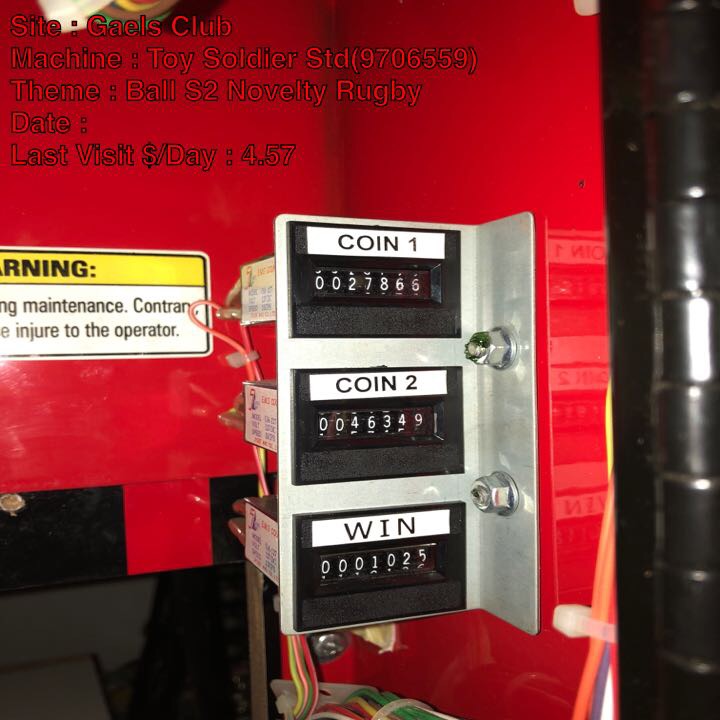 Site : Gaels Club
Machine : Toy Soldier Std(9706559)
Theme : Ball S2 Novelty Rugby
Date :
Last Visit $/Day : 4.57
ARNING:
ng maintenance. Contrar
e injure to the operator.
COIN 1
0027866
COIN 2
0046349
WIN
0001025